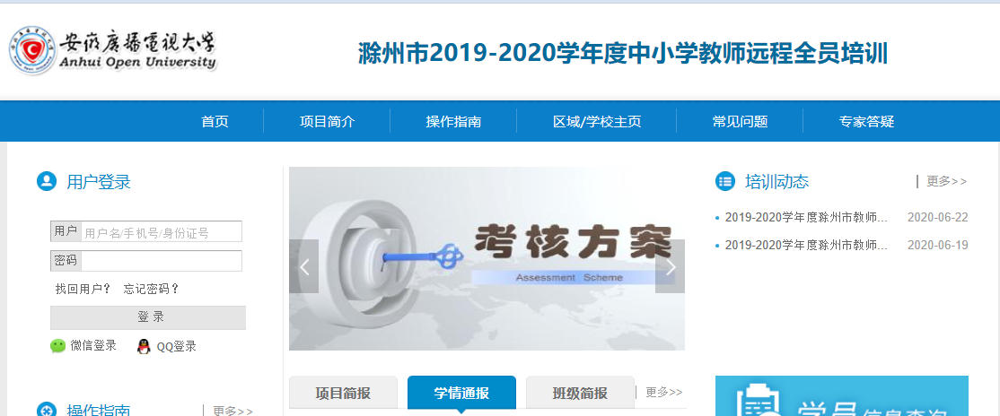 安徽廣播電視大学
Anhui Open University
滁州市2019-2020学年度中小学教师远程全员培训
首页 项目简介 操作指南 区域/学校主页 常见问题 专家答疑
用户登录
用户 用户名/手机号/身份证号
密码
找回用户? 忘记密码?
登 录
微信登录 QQ登录
操作指南 更多>>
考核方案
Assessment Scheme
项目简报 学情通报 班级简报 更多>>
培训动态 更多>>
2019-2020学年度滁州市教师... 2020-06-22
2019-2020学年度滁州市教师... 2020-06-19
学员信息查询